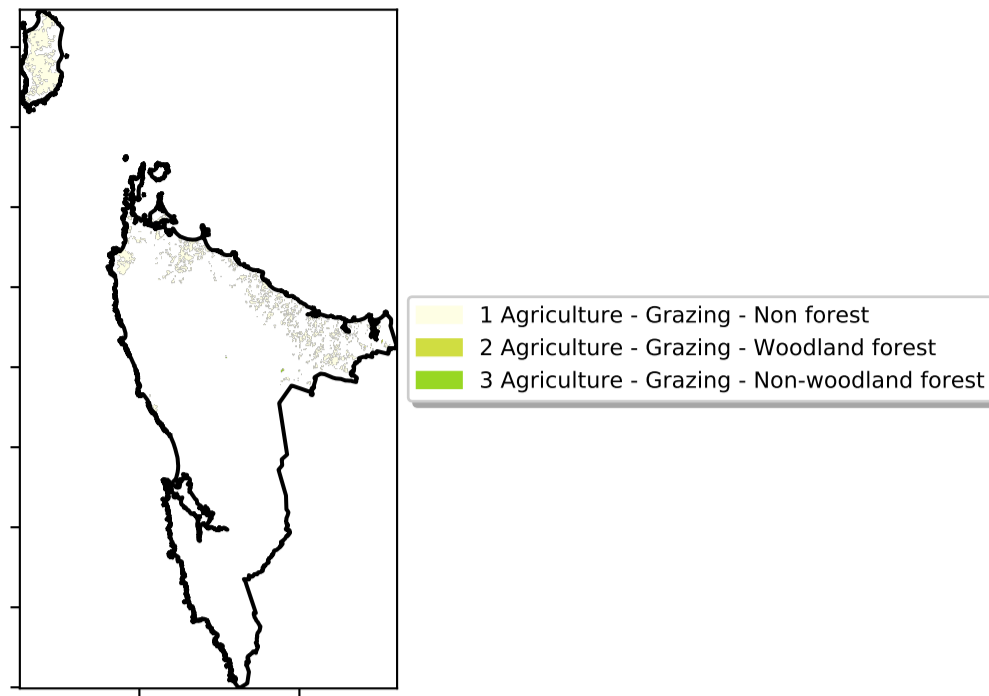 1 Agriculture - Grazing - Non forest
2 Agriculture - Grazing - Woodland forest
3 Agriculture - Grazing - Non-woodland forest